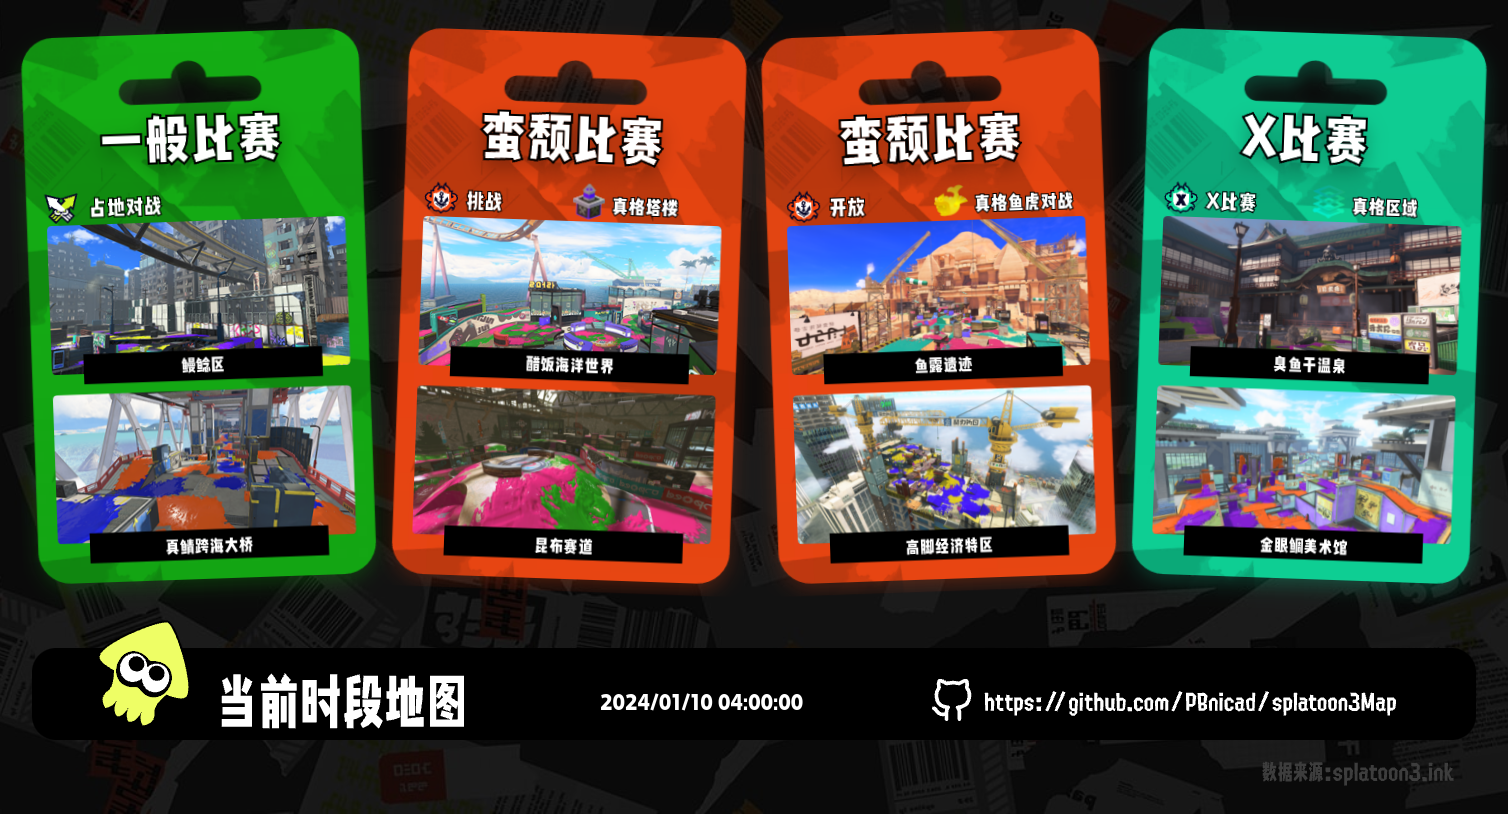 一般比赛
占地对战
鳗鲶区
真鲭跨海大桥
蛮颓比赛
挑战
真格塔楼
醋饭海洋世界
昆布赛道
蛮颓比赛
开放
真格鱼虎对战
鱼露遗迹
高脚经济特区
X比赛
X比赛
真格区域
臭鱼干温泉
金眼鲷美术馆
当前时段地图
2024/01/10 04:00:00
https://github.com/PBnicad/splatoon3Map
数据来源:splatoon3.ink